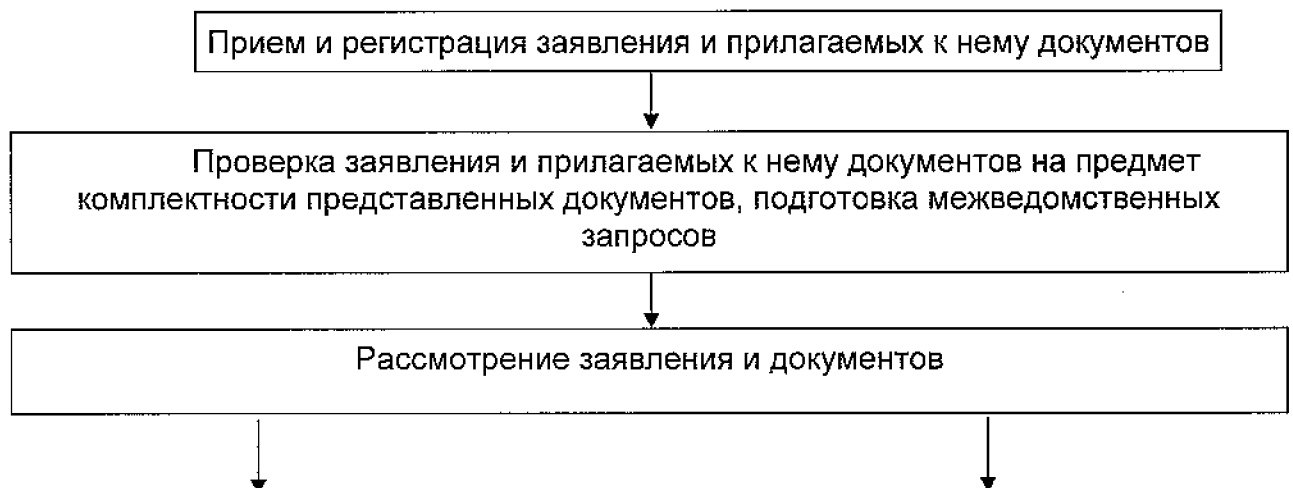 Прием и регистрация заявления и прилагаемых к нему документов
Проверка заявления и прилагаемых к нему документов на предмет
комплектности представленных документов, подготовка межведомственных
запросов
Рассмотрение заявления и документов